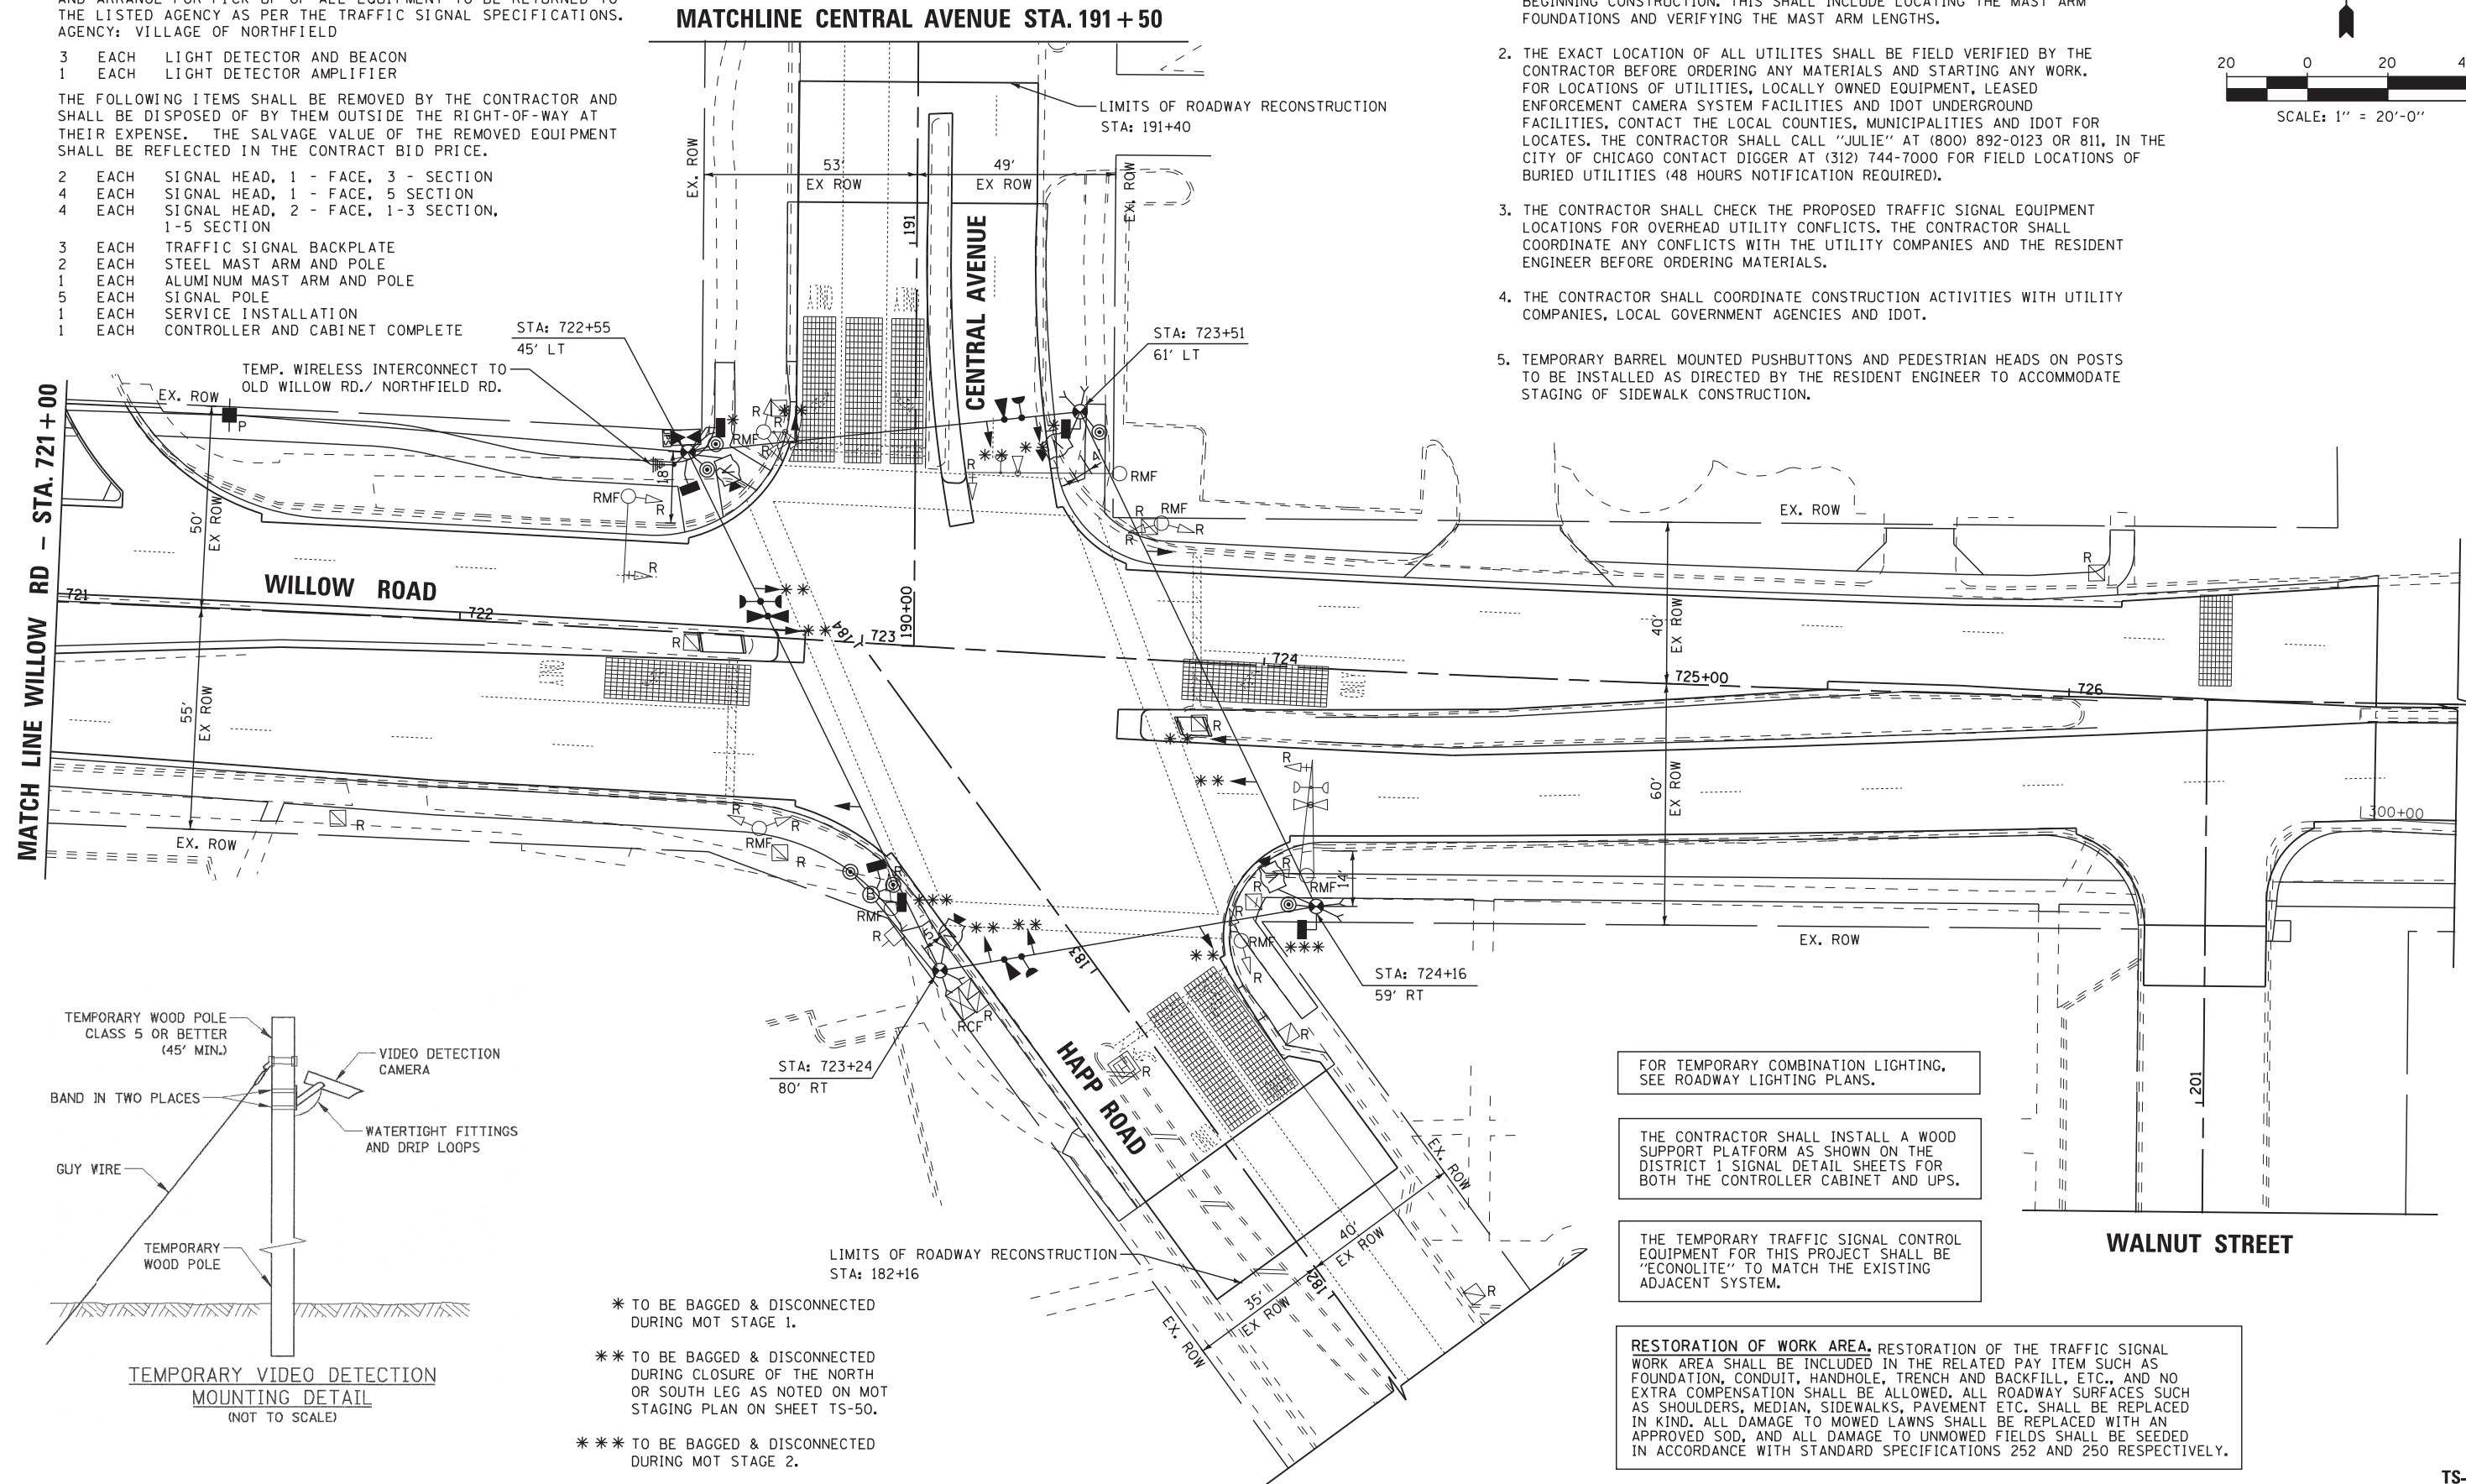 AND ARRANGE FOR PICK UP OF ALL EQUIPMENT TO BE RETURNED TO
THE LISTED AGENCY AS PER THE TRAFFIC SIGNAL SPECIFICATIONS.
AGENCY: VILLAGE OF NORTHFIELD
3 EACH LIGHT DETECTOR AND BEACON
1 EACH LIGHT DETECTOR AMPLIFIER
THE FOLLOWING ITEMS SHALL BE REMOVED BY THE CONTRACTOR AND
SHALL BE DISPOSED OF BY THEM OUTSIDE THE RIGHT-OF-WAY AT
THEIR EXPENSE. THE SALVAGE VALUE OF THE REMOVED EQUIPMENT
SHALL BE REFLECTED IN THE CONTRACT BID PRICE.
2 EACH SIGNAL HEAD, 1 - FACE, 3 - SECTION
4 EACH SIGNAL HEAD, 1 - FACE, 5 SECTION
4 EACH SIGNAL HEAD, 2 - FACE, 1-3 SECTION,
1-5 SECTION
3 EACH TRAFFIC SIGNAL BACKPLATE
2 EACH STEEL MAST ARM AND POLE
1 EACH ALUMINUM MAST ARM AND POLE
5 EACH SIGNAL POLE
1 EACH SERVICE INSTALLATION
1 EACH CONTROLLER AND CABINET COMPLETE
MATCHLINE CENTRAL AVENUE STA. 191+50
BEGINNING CONSTRUCTION. THIS SHALL INCLUDE LOCATING THE MAST ARM
FOUNDATIONS AND VERIFYING THE MAST ARM LENGTHS.
2. THE EXACT LOCATION OF ALL UTILITES SHALL BE FIELD VERIFIED BY THE
CONTRACTOR BEFORE ORDERING ANY MATERIALS AND STARTING ANY WORK.
FOR LOCATIONS OF UTILITIES, LOCALLY OWNED EQUIPMENT, LEASED
ENFORCEMENT CAMERA SYSTEM FACILITIES AND IDOT UNDERGROUND
FACILITIES, CONTACT THE LOCAL COUNTIES, MUNICIPALITIES AND IDOT FOR
LOCATES. THE CONTRACTOR SHALL CALL "JULIE" AT (800) 892-0123 OR 811, IN THE
CITY OF CHICAGO CONTACT DIGGER AT (312) 744-7000 FOR FIELD LOCATIONS OF
BURIED UTILITIES (48 HOURS NOTIFICATION REQUIRED).
3. THE CONTRACTOR SHALL CHECK THE PROPOSED TRAFFIC SIGNAL EQUIPMENT
LOCATIONS FOR OVERHEAD UTILITY CONFLICTS. THE CONTRACTOR SHALL
COORDINATE ANY CONFLICTS WITH THE UTILITY COMPANIES AND THE RESIDENT
ENGINEER BEFORE ORDERING MATERIALS.
4. THE CONTRACTOR SHALL COORDINATE CONSTRUCTION ACTIVITIES WITH UTILITY
COMPANIES, LOCAL GOVERNMENT AGENCIES AND IDOT.
5. TEMPORARY BARREL MOUNTED PUSHBUTTONS AND PEDESTRIAN HEADS ON POSTS
TO BE INSTALLED AS DIRECTED BY THE RESIDENT ENGINEER TO ACCOMMODATE
STAGING OF SIDEWALK CONSTRUCTION.
20 0 20
SCALE: 1" = 20'-0"
LIMITS OF ROADWAY RECONSTRUCTION
STA: 191+40
EX. ROW
53'
EX ROW
49'
EX ROW
EX. ROW
191
CENTRAL AVENUE
STA: 722+55
45' LT
STA: 723+51
61' LT
TEMP. WIRELESS INTERCONNECT TO
OLD WILLOW RD./ NORTHFIELD RD.
MATCH LINE WILLOW RD - STA. 721+00
EX. ROW
P
50'
EX ROW
RMF
R
R
R
18'
RMF
R
R
R
RMF
4'
R
RMF
R
R
EX. ROW
R
WILLOW ROAD
721
722
184
723
190+00
724
725+00
726
40'
EX ROW
R
R
55'
EX ROW
60'
EX ROW
R
EX. ROW
R
R
R
RMF
R
R
B
RMF
R
5'
RCF
R
R
R
RMF
14'
R
RMF
R
183
300+00
EX. ROW
STA: 724+16
59' RT
STA: 723+24
80' RT
R
R
HAPP ROAD
201
WALNUT STREET
EX. ROW
40'
EX ROW
35'
EX ROW
182
R
EX. ROW
LIMITS OF ROADWAY RECONSTRUCTION
STA: 182+16
TEMPORARY WOOD POLE
CLASS 5 OR BETTER
(45' MIN.)
VIDEO DETECTION
CAMERA
BAND IN TWO PLACES
WATERTIGHT FITTINGS
AND DRIP LOOPS
GUY WIRE
TEMPORARY
WOOD POLE
TEMPORARY VIDEO DETECTION
MOUNTING DETAIL
(NOT TO SCALE)
* TO BE BAGGED & DISCONNECTED
DURING MOT STAGE 1.
** TO BE BAGGED & DISCONNECTED
DURING CLOSURE OF THE NORTH
OR SOUTH LEG AS NOTED ON MOT
STAGING PLAN ON SHEET TS-50.
*** TO BE BAGGED & DISCONNECTED
DURING MOT STAGE 2.
FOR TEMPORARY COMBINATION LIGHTING,
SEE ROADWAY LIGHTING PLANS.
THE CONTRACTOR SHALL INSTALL A WOOD
SUPPORT PLATFORM AS SHOWN ON THE
DISTRICT 1 SIGNAL DETAIL SHEETS FOR
BOTH THE CONTROLLER CABINET AND UPS.
THE TEMPORARY TRAFFIC SIGNAL CONTROL
EQUIPMENT FOR THIS PROJECT SHALL BE
"ECONOLITE" TO MATCH THE EXISTING
ADJACENT SYSTEM.
RESTORATION OF WORK AREA. RESTORATION OF THE TRAFFIC SIGNAL
WORK AREA SHALL BE INCLUDED IN THE RELATED PAY ITEM SUCH AS
FOUNDATION, CONDUIT, HANDHOLE, TRENCH AND BACKFILL, ETC., AND NO
EXTRA COMPENSATION SHALL BE ALLOWED. ALL ROADWAY SURFACES SUCH
AS SHOULDERS, MEDIAN, SIDEWALKS, PAVEMENT ETC. SHALL BE REPLACED
IN KIND. ALL DAMAGE TO MOWED LAWNS SHALL BE REPLACED WITH AN
APPROVED SOD, AND ALL DAMAGE TO UNMOWED FIELDS SHALL BE SEEDED
IN ACCORDANCE WITH STANDARD SPECIFICATIONS 252 AND 250 RESPECTIVELY.
TS-